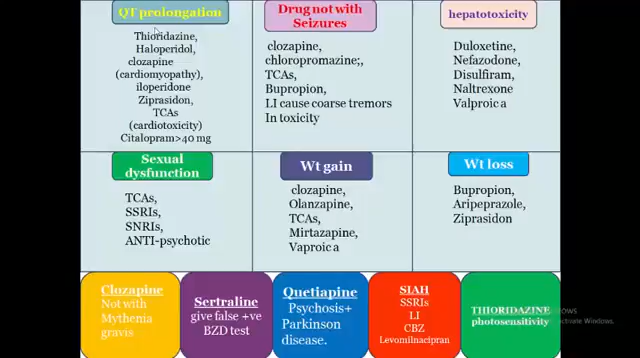 QT prolongation
Thioridazine,
Haloperidol,
clozapine
(cardiomyopathy),
iloperidone
Ziprasidon,
TCAs
(cardiotoxicity)
Citalopram>40 mg
Drug not with
Seizures
clozapine,
chlopromazine;,
TCAs,
Bupropion,
LI cause coarse tremors
In toxicity
hepatotoxicity
Duloxetine,
Nefazodone,
Disulfiram,
Naltrexone
Valproic a
Sexual
dysfunction
TCAs,
SSRIs,
SNRIs,
ANTI-psychotic
Wt gain
clozapine,
Olanzapine,
TCAs,
Mirtazapine,
Vaproic a
Wt loss
Bupropion,
Aripeprazole,
Ziprasidon
Clozapine
Not with
Mythenia
gravis
Sertraline
give false +ve
BZD test
Quetiapine
Psychosis+
Parkinson
disease.
SIAH
SSRIs
LI
CBZ
Levomilnacipran
THIORIDAZINE
photosensitivity